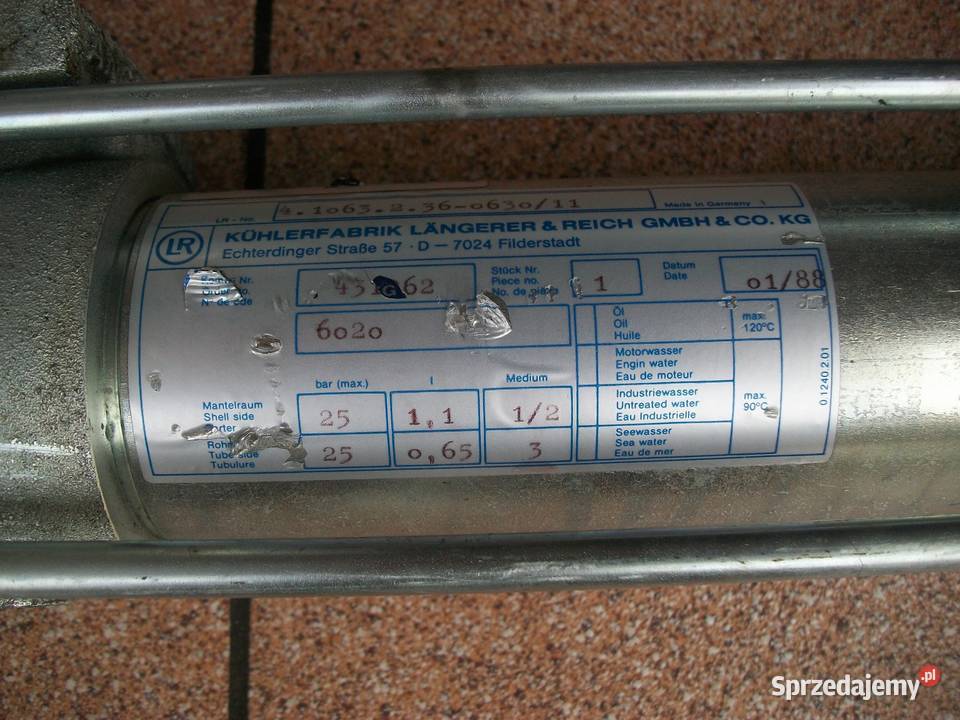 LR - No.
4.1063.2.36-0630/11
Made in Germany 1
LR
KÜHLERFABRIK LÄNGERER & REICH GMBH & CO. KG
Echterdinger Straße 57 · D – 7024 Filderstadt
Stück Nr.
Piece no.
No. de pièce
1
Datum
Date
01/88
6020
Öl
Oil
Huile
max.
120°C
Motorwasser
Engin water
Eau de moteur
bar (max.) l Medium
Mantelraum
Shell side
25 1,1 1/2
Industriewasser
Untreated water
Eau Industrielle
max.
90°C
Tube side
Tubulure
25 0,65 3
Seewasser
Sea water
Eau de mer
0.1240.2.01
Sprzedajemy.pl